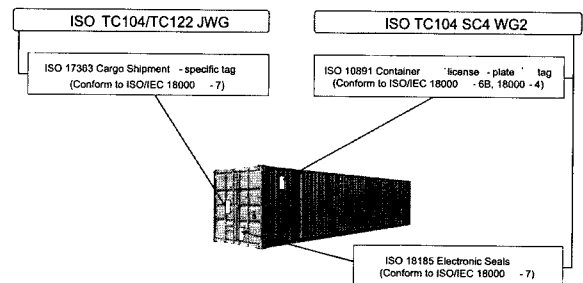 ISO TC104/TC122 JWG
ISO TC104 SC4 WG2
ISO 17363 Cargo Shipment - specific tag
(Conform to ISO/IEC 18000 - 7)
ISO 10891 Container 'license - plate ' tag
(Conform to ISO/IEC 18000 - 6B, 18000 - 4)
ISO 18185 Electronic Seals
(Conform to ISO/IEC 18000 - 7)